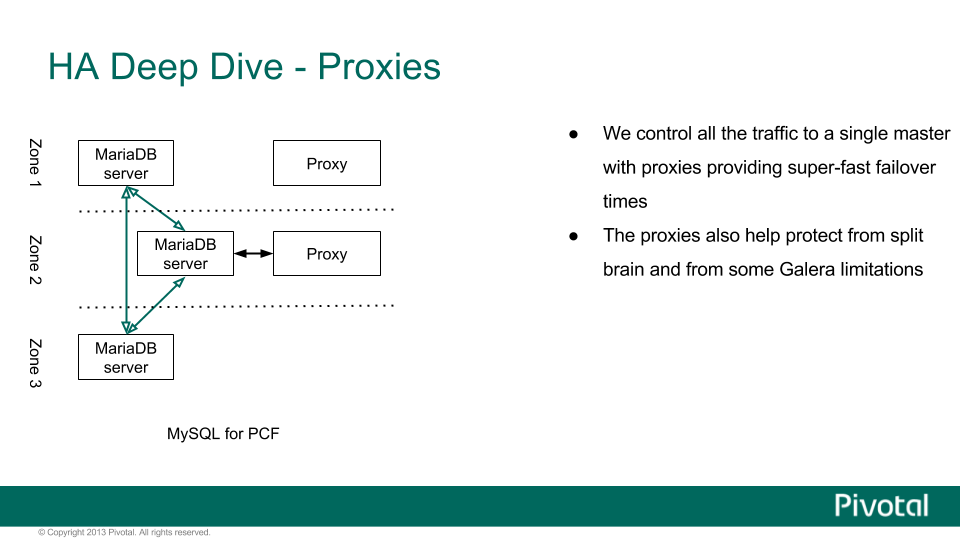 HA Deep Dive - Proxies
Zone 1
MariaDB
server
Proxy
Zone 2
MariaDB
server
Proxy
Zone 3
MariaDB
server
MySQL for PCF
● We control all the traffic to a single master
with proxies providing super-fast failover
times
● The proxies also help protect from split
brain and from some Galera limitations
Pivotal
© Copyright 2013 Pivotal. All rights reserved.